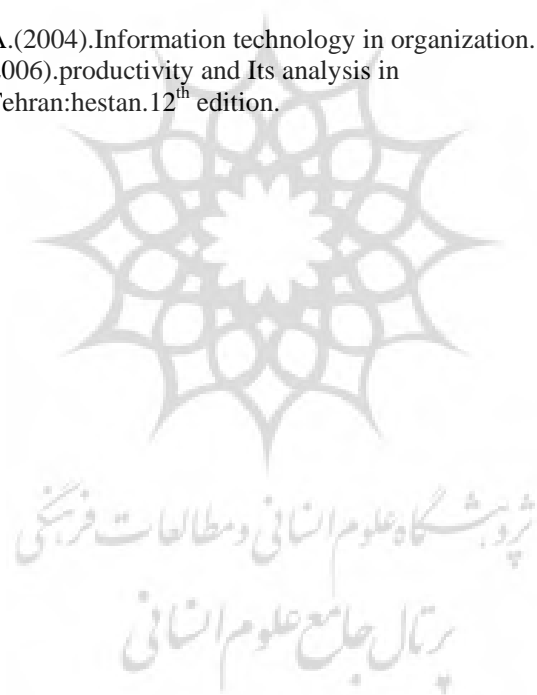 A.(2004).Information technology in organization.
2006).productivity and Its analysis in
Tehran:hestan.12th edition.
پژوهشگاه علوم انسانی و مطالعات فرهنگی
پرتال جامع علوم انسانی